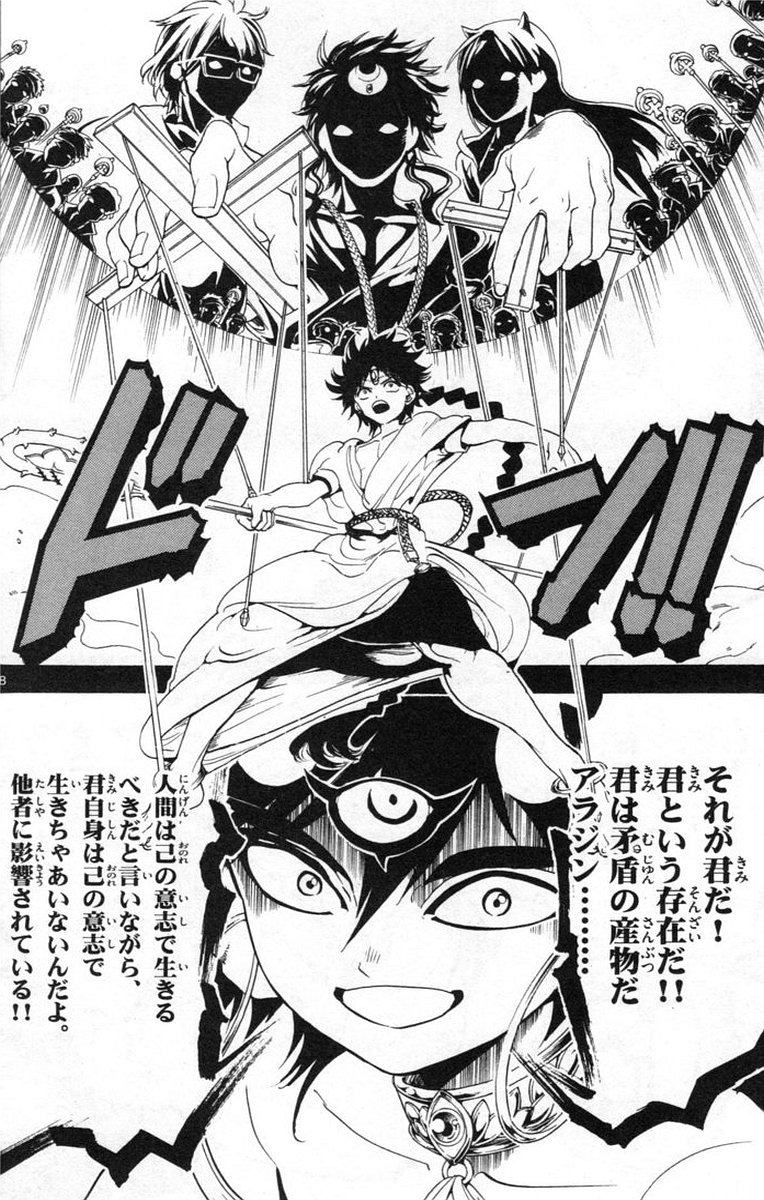 ドン!!
それが君だ!
君という存在だ!!
君は矛盾の産物だ
アラジン………
人間は己の意志で生きる
べきだと言いながら、
君自身は己の意志で
生きちゃあいないんだよ。
他者に影響されている!!
8